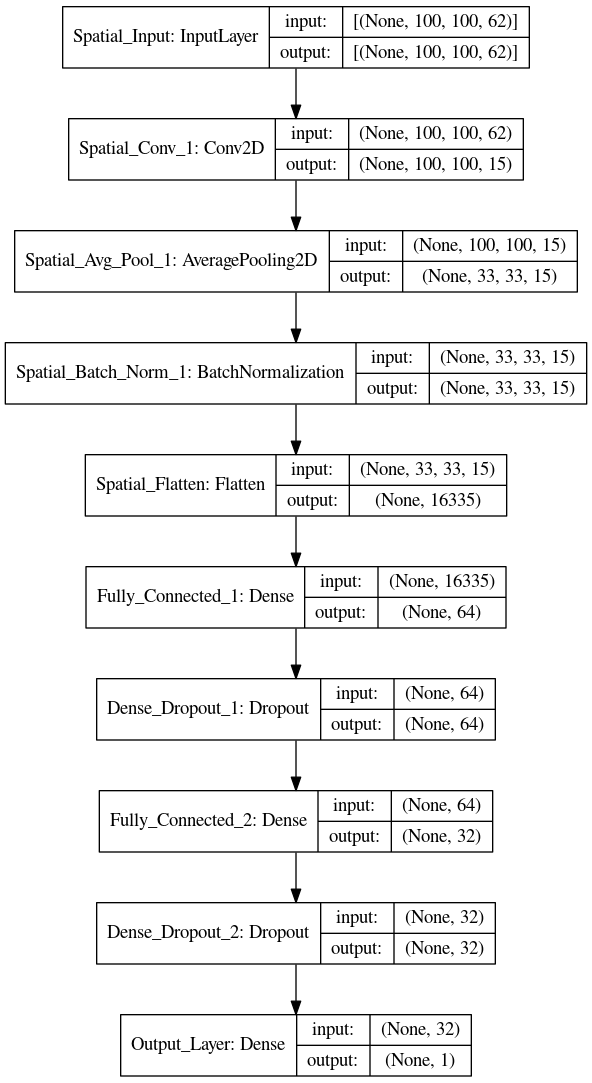 Spatial_Input: InputLayer
input: [(None, 100, 100, 62)]
output: [(None, 100, 100, 62)]
Spatial_Conv_1: Conv2D
input: (None, 100, 100, 62)
output: (None, 100, 100, 15)
Spatial_Avg_Pool_1: AveragePooling2D
input: (None, 100, 100, 15)
output: (None, 33, 33, 15)
Spatial_Batch_Norm_1: BatchNormalization
input: (None, 33, 33, 15)
output: (None, 33, 33, 15)
Spatial_Flatten: Flatten
input: (None, 33, 33, 15)
output: (None, 16335)
Fully_Connected_1: Dense
input: (None, 16335)
output: (None, 64)
Dense_Dropout_1: Dropout
input: (None, 64)
output: (None, 64)
Fully_Connected_2: Dense
input: (None, 64)
output: (None, 32)
Dense_Dropout_2: Dropout
input: (None, 32)
output: (None, 32)
Output_Layer: Dense
input: (None, 32)
output: (None, 1)